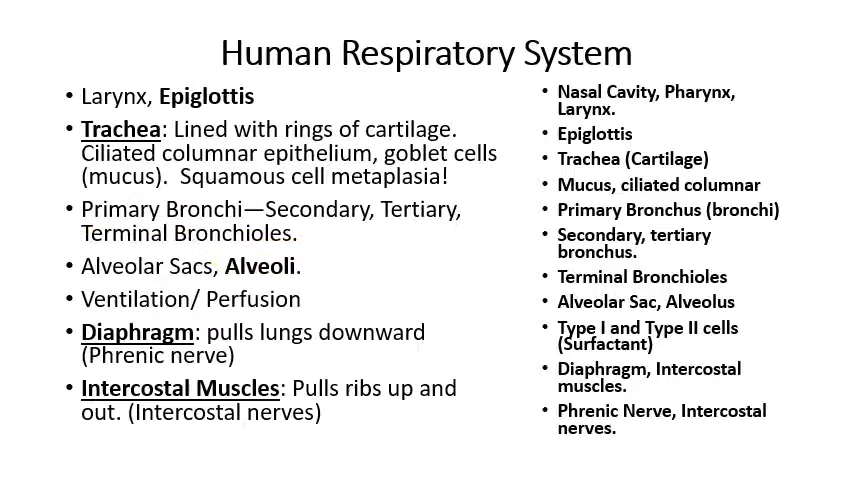 Human Respiratory System
• Larynx, Epiglottis
• Trachea: Lined with rings of cartilage.
Ciliated columnar epithelium, goblet cells
(mucus).  Squamous cell metaplasia!
• Primary Bronchi—Secondary, Tertiary,
Terminal Bronchioles.
• Alveolar Sacs, Alveoli.
• Ventilation/ Perfusion
• Diaphragm: pulls lungs downward
(Phrenic nerve)
• Intercostal Muscles: Pulls ribs up and
out. (Intercostal nerves)
• Nasal Cavity, Pharynx,
Larynx.
• Epiglottis
• Trachea (Cartilage)
• Mucus, ciliated columnar
• Primary Bronchus (bronchi)
• Secondary, tertiary
bronchus.
• Terminal Bronchioles
• Alveolar Sac, Alveolus
• Type I and Type II cells
(Surfactant)
• Diaphragm, Intercostal
muscles.
• Phrenic Nerve, Intercostal
nerves.